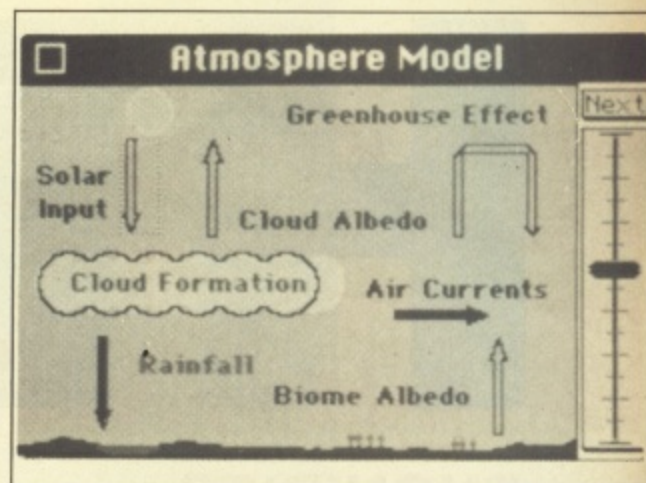 Atmosphere Model
Next
Greenhouse Effect
Solar
Input
Cloud Albedo
Cloud Formation
Air Currents
Rainfall
Biome Albedo